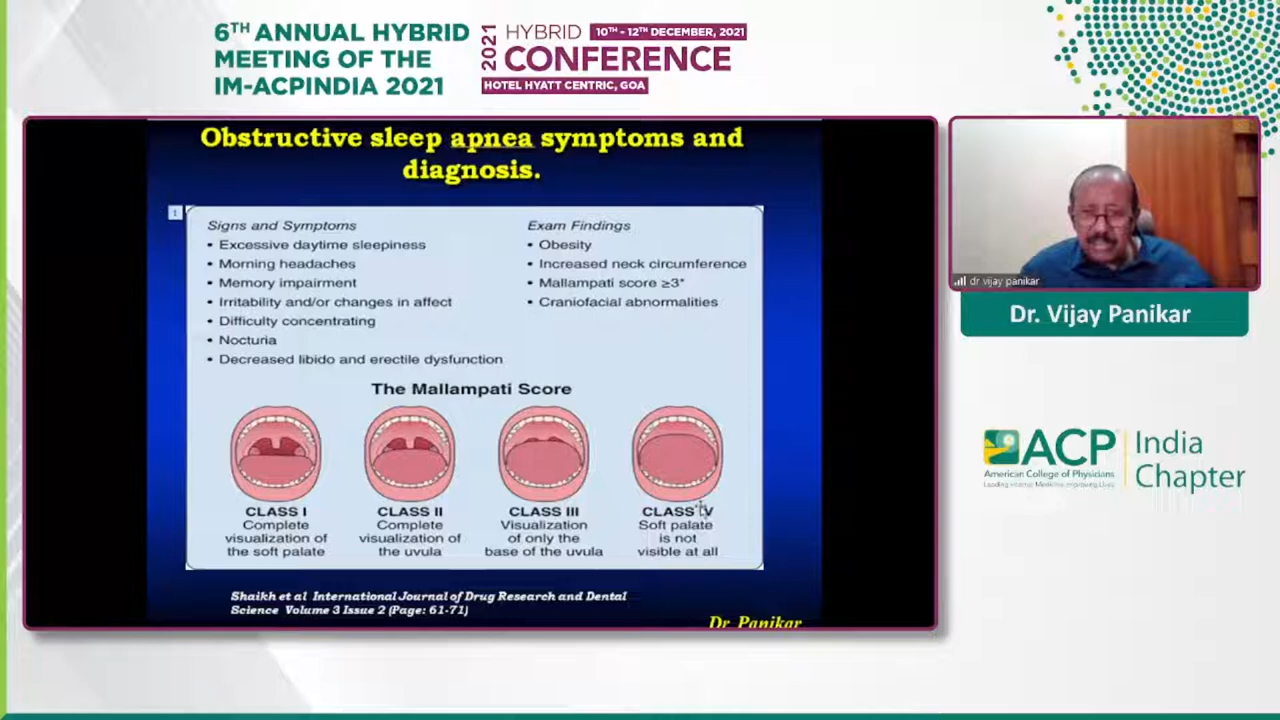 6TH ANNUAL HYBRID
MEETING OF THE
IM-ACPINDIA 2021
2021
HYBRID
10TH - 12TH DECEMBER, 2021
CONFERENCE
HOTEL HYATT CENTRIC, GOA
Obstructive sleep apnea symptoms and
diagnosis.
1
Signs and Symptoms
• Excessive daytime sleepiness
• Morning headaches
• Memory impairment
• Irritability and/or changes in affect
• Difficulty concentrating
• Nocturia
• Decreased libido and erectile dysfunction
Exam Findings
• Obesity
• Increased neck circumference
• Mallampati score ≥3*
• Craniofacial abnormalities
The Mallampati Score
CLASS I
Complete
visualization of
the soft palate
CLASS II
Complete
visualization of
the uvula
CLASS III
Visualization
of only the
base of the uvula
CLASS IV
Soft palate
is not
visible at all
Shaikh et al International Journal of Drug Research and Dental
Science Volume 3 Issue 2 (Page: 61-71)
Dr. Panikar
dr vijay panikar
Dr. Vijay Panikar
ACP
American College of Physicians
Leading Internal Medicine, Improving Lives
India
Chapter